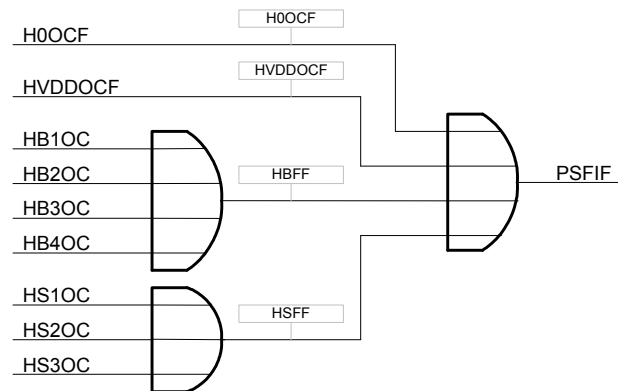 H0OCF
H0OCF
HVDDOCF
HVDDOCF
HB1OC
HB2OC
HBFF
PSFIF
HB3OC
HB4OC
HS1OC
HSFF
HS2OC
HS3OC